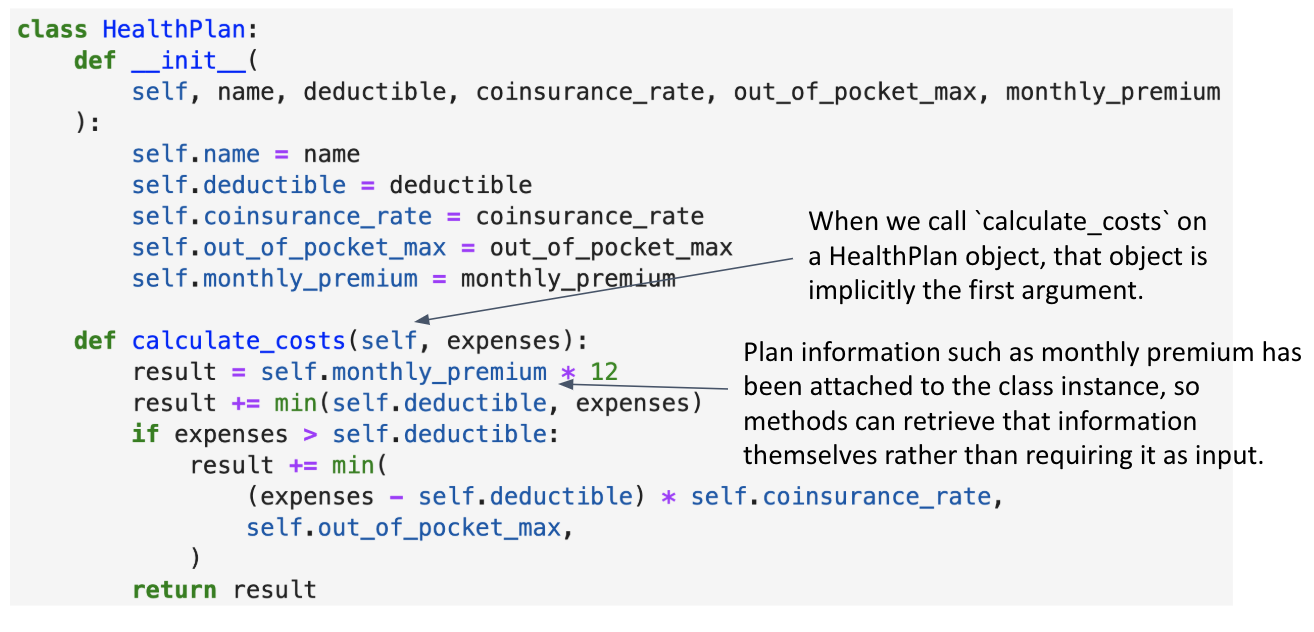 class HealthPlan:
    def __init__(
        self, name, deductible, coinsurance_rate, out_of_pocket_max, monthly_premium
    ):
        self.name = name
        self.deductible = deductible
        self.coinsurance_rate = coinsurance_rate
        self.out_of_pocket_max = out_of_pocket_max
        self.monthly_premium = monthly_premium
When we call `calculate_costs` on
a HealthPlan object, that object is
implicitly the first argument.
    def calculate_costs(self, expenses):
        result = self.monthly_premium * 12
        result += min(self.deductible, expenses)
        if expenses > self.deductible:
            result += min(
                (expenses - self.deductible) * self.coinsurance_rate,
                self.out_of_pocket_max,
            )
        return result
Plan information such as monthly premium has
been attached to the class instance, so
methods can retrieve that information
themselves rather than requiring it as input.